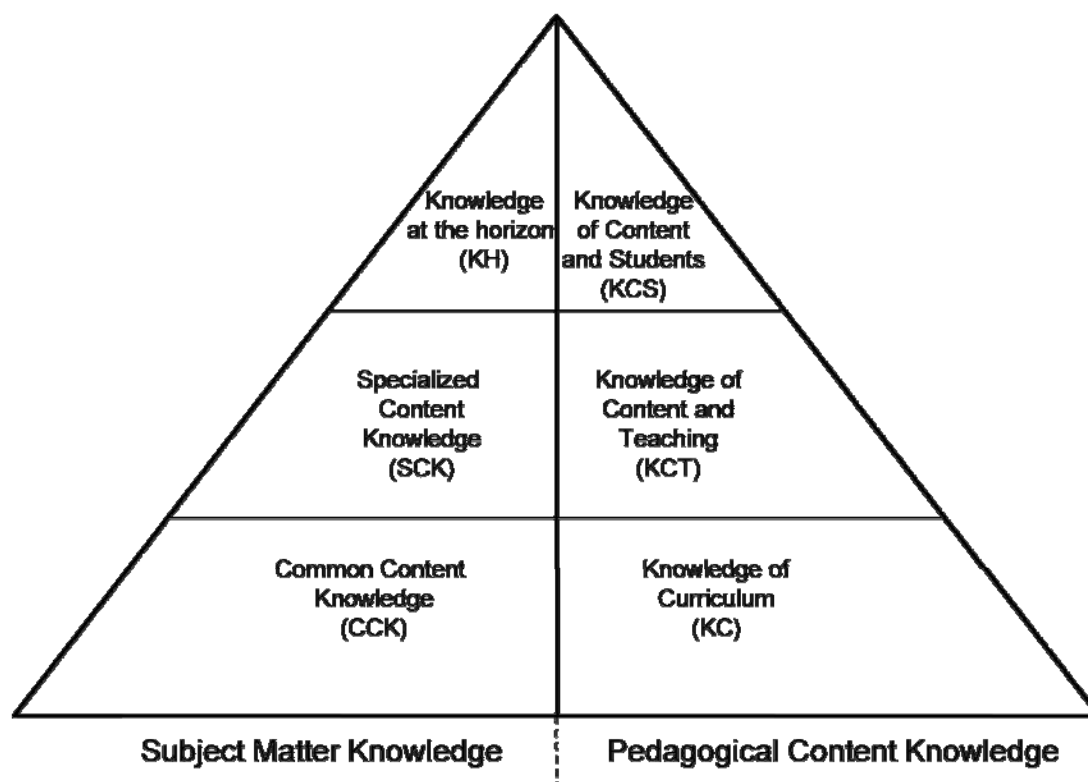 Knowledge
at the horizon
(KH)
Knowledge
of Content
and Students
(KCS)
Specialized
Content
Knowledge
(SCK)
Knowledge of
Content and
Teaching
(KCT)
Common Content
Knowledge
(CCK)
Knowledge of
Curriculum
(KC)
Subject Matter Knowledge
Pedagogical Content Knowledge